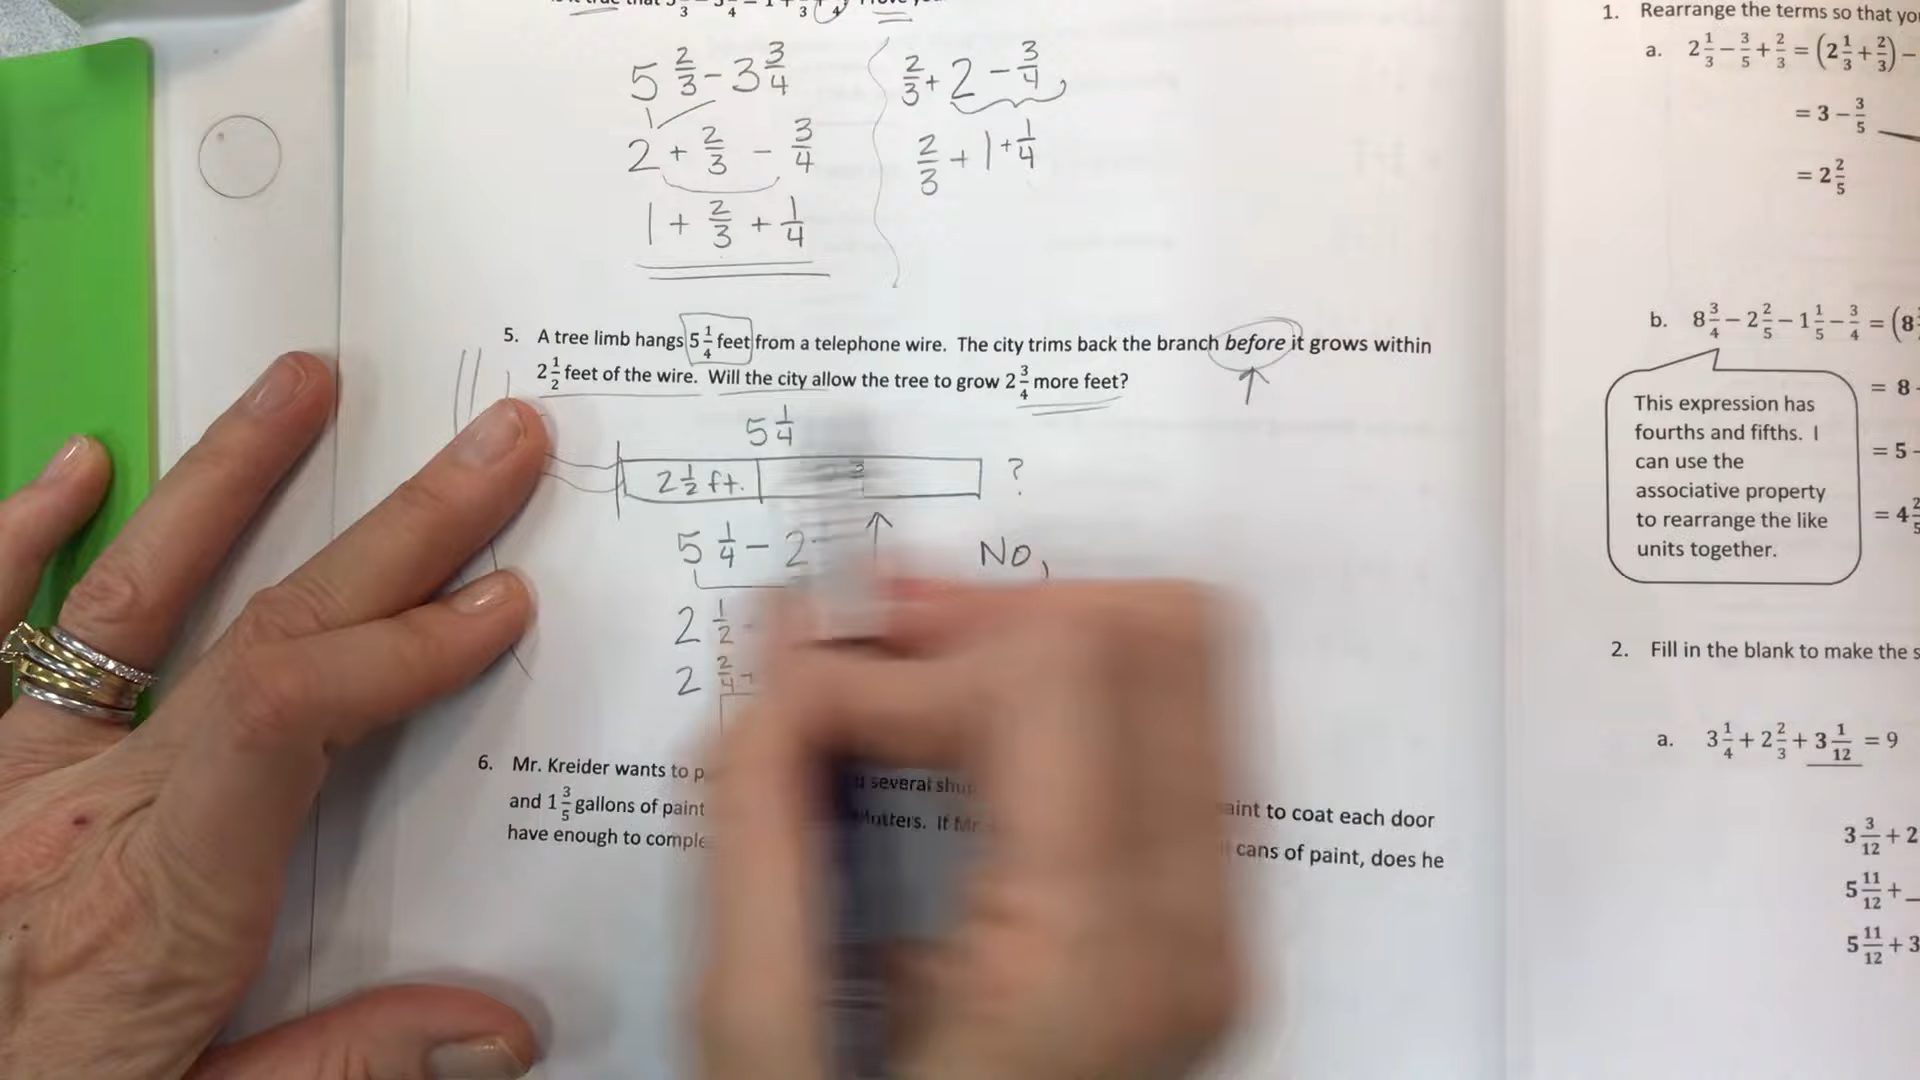 5 2/3 - 3 3/4
2 + 2/3 - 3/4
1 + 2/3 + 1/4
2/3 + 2 - 3/4
2/3 + 1 + 1/4
5. A tree limb hangs 5 1/4 feet from a telephone wire. The city trims back the branch before it grows within
2 1/2 feet of the wire. Will the city allow the tree to grow 2 3/4 more feet?
5 1/4
2 1/2 ft. ?
5 1/4 - 2
No,
2 1/2
2 2/4
6. Mr. Kreider wants to several aint to coat each door
and 1 3/5 gallons of paint If cans of paint, does he
have enough to
1. Rearrange the terms so that
a. 2 1/3 - 3/5 + 2/3 = (2 1/3 + 2/3) -
= 3 - 3/5
= 2 2/5
b. 8 3/4 - 2 2/5 - 1 1/5 - 3/4 = (8
= 8 -
= 5 -
= 4
This expression has
fourths and fifths. I
can use the
associative property
to rearrange the like
units together.
2. Fill in the blank to make the
a. 3 1/4 + 2 2/3 + 3 1/12 = 9
3 3/12 + 2
5 11/12 + _
5 11/12 + 3